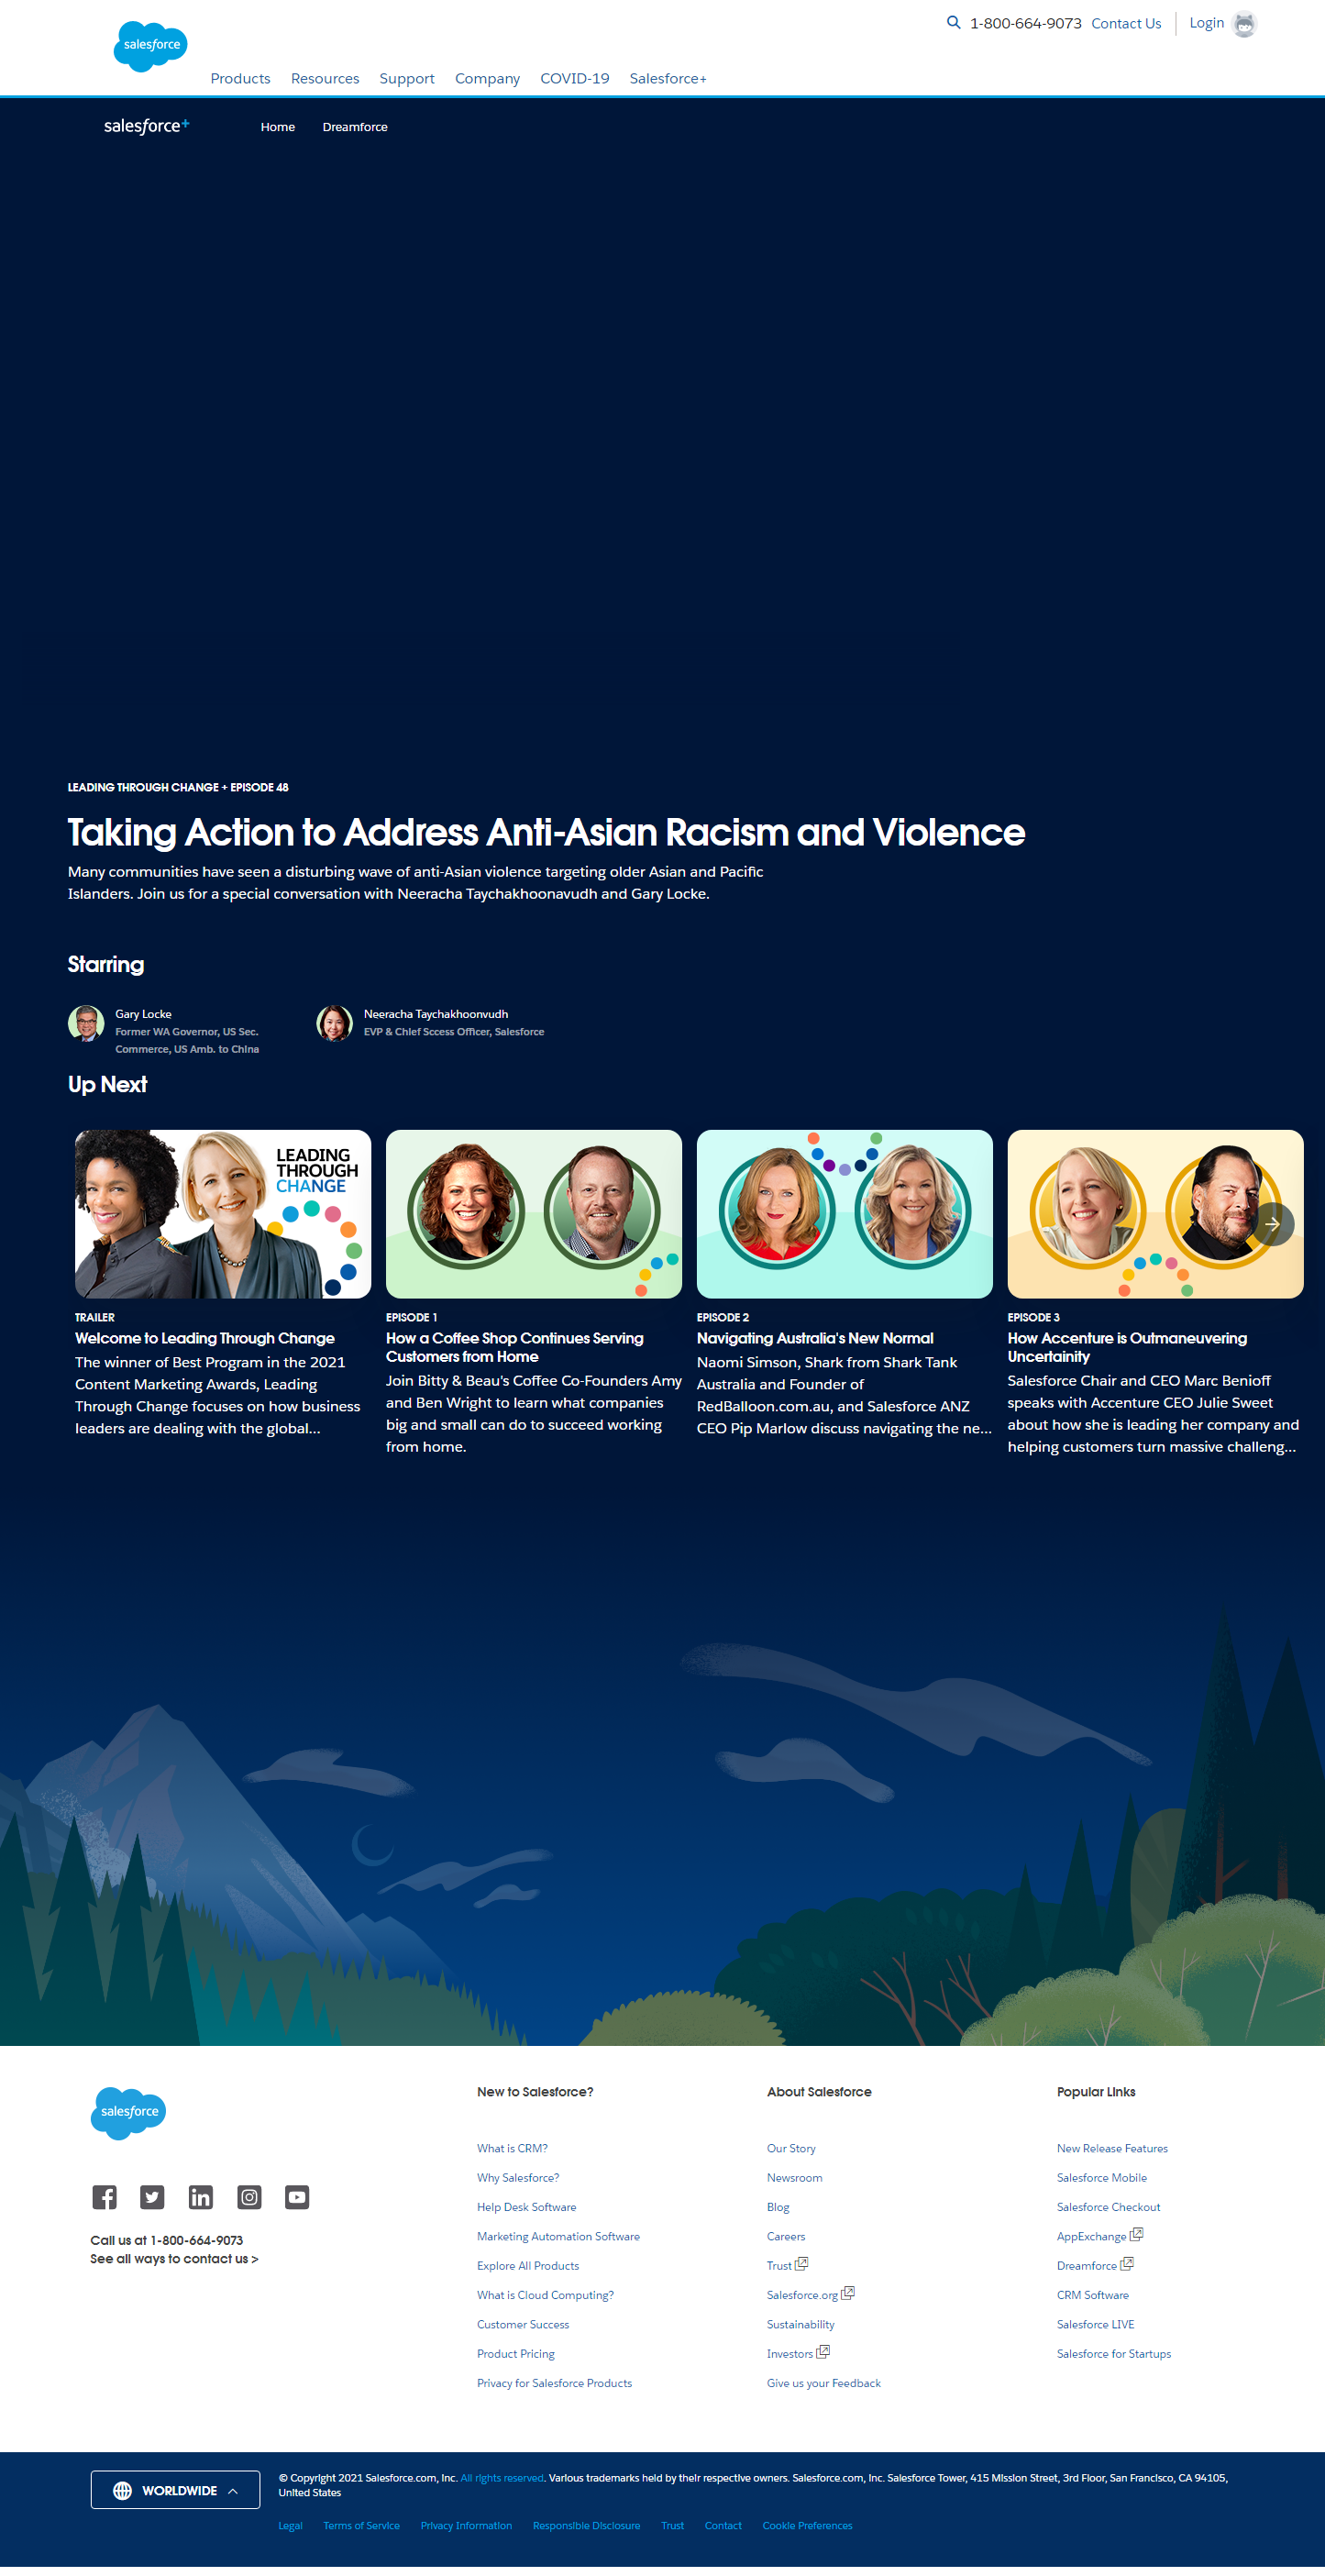 salesforce
1-800-664-9073 Contact Us Login
Products Resources Support Company COVID-19 Salesforce+
salesforce+
Home Dreamforce
LEADING THROUGH CHANGE + EPISODE 48
Taking Action to Address Anti-Asian Racism and Violence
Many communities have seen a disturbing wave of anti-Asian violence targeting older Asian and Pacific
Islanders. Join us for a special conversation with Neeracha Taychakhoonavudh and Gary Locke.
Starring
Gary Locke
Former WA Governor, US Sec.
Commerce, US Amb. to China
Neeracha Taychakhoonvudh
EVP & Chief Sccess Officer, Salesforce
Up Next
LEADING
THROUGH
CHANGE
TRAILER
Welcome to Leading Through Change
The winner of Best Program in the 2021
Content Marketing Awards, Leading
Through Change focuses on how business
leaders are dealing with the global...
EPISODE 1
How a Coffee Shop Continues Serving
Customers from Home
Join Bitty & Beau's Coffee Co-Founders Amy
and Ben Wright to learn what companies
big and small can do to succeed working
from home.
EPISODE 2
Navigating Australia's New Normal
Naomi Simson, Shark from Shark Tank
Australia and Founder of
RedBalloon.com.au, and Salesforce ANZ
CEO Pip Marlow discuss navigating the ne...
EPISODE 3
How Accenture is Outmaneuvering
Uncertainity
Salesforce Chair and CEO Marc Benioff
speaks with Accenture CEO Julie Sweet
about how she is leading her company and
helping customers turn massive challeng...
salesforce
Call us at 1-800-664-9073
See all ways to contact us >
New to Salesforce?
What is CRM?
Why Salesforce?
Help Desk Software
Marketing Automation Software
Explore All Products
What is Cloud Computing?
Customer Success
Product Pricing
Privacy for Salesforce Products
About Salesforce
Our Story
Newsroom
Blog
Careers
Trust
Salesforce.org
Sustainability
Investors
Give us your Feedback
Popular Links
New Release Features
Salesforce Mobile
Salesforce Checkout
AppExchange
Dreamforce
CRM Software
Salesforce LIVE
Salesforce for Startups
WORLDWIDE
© Copyright 2021 Salesforce.com, Inc. All rights reserved. Various trademarks held by their respective owners. Salesforce.com, Inc. Salesforce Tower, 415 Mission Street, 3rd Floor, San Francisco, CA 94105,
United States
Legal Terms of Service Privacy Information Responsible Disclosure Trust Contact Cookie Preferences